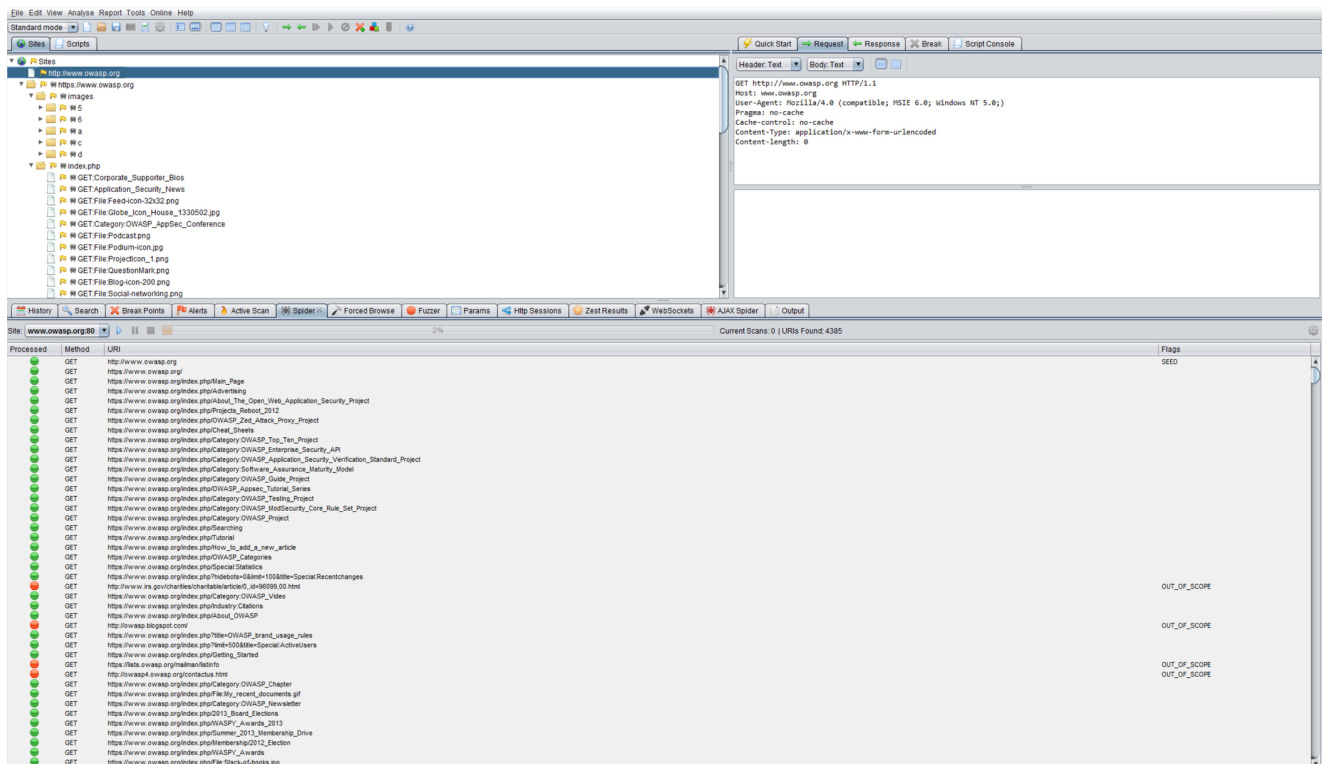 File Edit View Analyse Report Tools Online Help
Standard mode
Sites Scripts
Sites
http://www.owasp.org
https://www.owasp.org
images
5
6
a
c
d
index.php
GET:Corporate_Supporter_Bios
GET:Application_Security_News
GET:File:Feed-icon-32x32.png
GET:File:Globe_Icon_House_1330502.jpg
GET:Category:OWASP_AppSec_Conference
GET:File:Podcast.png
GET:File:Podium-icon.jpg
GET:File:ProjectIcon_1.png
GET:File:QuestionMark.png
GET:File:Blog-icon-200.png
GET:File:Social-networking.png
Quick Start Request Response Break Script Console
Header: Text Body: Text
GET http://www.owasp.org HTTP/1.1
Host: www.owasp.org
User-Agent: Mozilla/4.0 (compatible; MSIE 6.0; Windows NT 5.0;)
Pragma: no-cache
Cache-control: no-cache
Content-Type: application/x-www-form-urlencoded
Content-length: 0
History Search Break Points Alerts Active Scan Spider Forced Browse Fuzzer Params Http Sessions Zest Results WebSockets AJAX Spider Output
Site: www.owasp.org:80 2% Current Scans: 0 | URIs Found: 4385
Processed Method URI Flags
GET http://www.owasp.org SEED
GET https://www.owasp.org/
GET https://www.owasp.org/index.php/Main_Page
GET https://www.owasp.org/index.php/Advertising
GET https://www.owasp.org/index.php/About_The_Open_Web_Application_Security_Project
GET https://www.owasp.org/index.php/Projects_Reboot_2012
GET https://www.owasp.org/index.php/OWASP_Zed_Attack_Proxy_Project
GET https://www.owasp.org/index.php/Cheat_Sheets
GET https://www.owasp.org/index.php/Category:OWASP_Top_Ten_Project
GET https://www.owasp.org/index.php/Category:OWASP_Enterprise_Security_API
GET https://www.owasp.org/index.php/Category:OWASP_Application_Security_Verification_Standard_Project
GET https://www.owasp.org/index.php/Category:Software_Assurance_Maturity_Model
GET https://www.owasp.org/index.php/Category:OWASP_Guide_Project
GET https://www.owasp.org/index.php/OWASP_Appsec_Tutorial_Series
GET https://www.owasp.org/index.php/Category:OWASP_Testing_Project
GET https://www.owasp.org/index.php/Category:OWASP_ModSecurity_Core_Rule_Set_Project
GET https://www.owasp.org/index.php/Category:OWASP_Project
GET https://www.owasp.org/index.php/Searching
GET https://www.owasp.org/index.php/Tutorial
GET https://www.owasp.org/index.php/How_to_add_a_new_article
GET https://www.owasp.org/index.php/OWASP_Categories
GET https://www.owasp.org/index.php/Special:Statistics
GET https://www.owasp.org/index.php?hidebots=0&limit=100&title=Special:Recentchanges
GET http://www.irs.gov/charities/charitable/article/0,,id=96099,00.html OUT_OF_SCOPE
GET https://www.owasp.org/index.php/Category:OWASP_Video
GET https://www.owasp.org/index.php/Industry:Citations
GET https://www.owasp.org/index.php/About_OWASP
GET http://owasp.blogspot.com/ OUT_OF_SCOPE
GET https://www.owasp.org/index.php?title=OWASP_brand_usage_rules
GET https://www.owasp.org/index.php?limit=500&title=Special:ActiveUsers
GET https://www.owasp.org/index.php/Getting_Started
GET https://lists.owasp.org/mailman/listinfo OUT_OF_SCOPE
GET http://owasp4.owasp.org/contactus.html OUT_OF_SCOPE
GET https://www.owasp.org/index.php/Category:OWASP_Chapter
GET https://www.owasp.org/index.php/File:My_recent_documents.gif
GET https://www.owasp.org/index.php/Category:OWASP_Newsletter
GET https://www.owasp.org/index.php/2013_Board_Elections
GET https://www.owasp.org/index.php/WASPY_Awards_2013
GET https://www.owasp.org/index.php/Summer_2013_Membership_Drive
GET https://www.owasp.org/index.php/Membership/2012_Election
GET https://www.owasp.org/index.php/WASPY_Awards
GET https://www.owasp.org/index.php/File:Stack-of-books.jpg